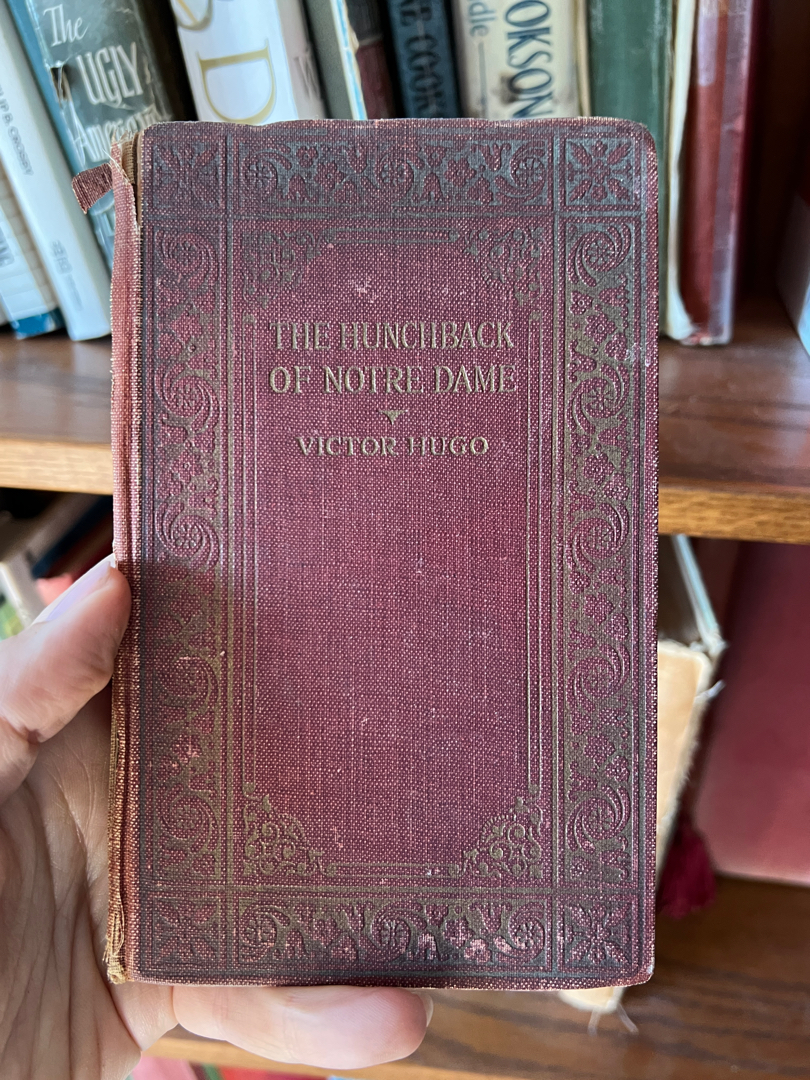 The
UGLY
THE HUNCHBACK
OF NOTRE DAME
VICTOR HUGO